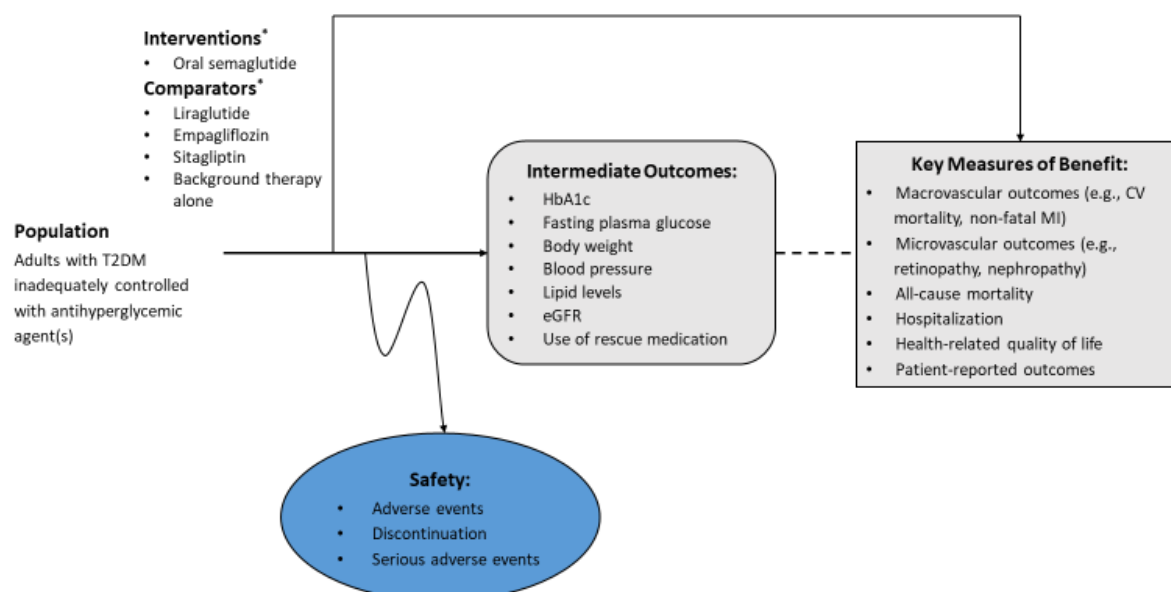 Interventions*
• Oral semaglutide
Comparators*
• Liraglutide
• Empagliflozin
• Sitagliptin
• Background therapy
alone
Population
Adults with T2DM
inadequately controlled
with antihyperglycemic
agent(s)
Intermediate Outcomes:
• HbA1c
• Fasting plasma glucose
• Body weight
• Blood pressure
• Lipid levels
• eGFR
• Use of rescue medication
Key Measures of Benefit:
• Macrovascular outcomes (e.g., CV
mortality, non-fatal MI)
• Microvascular outcomes (e.g.,
retinopathy, nephropathy)
• All-cause mortality
• Hospitalization
• Health-related quality of life
• Patient-reported outcomes
Safety:
• Adverse events
• Discontinuation
• Serious adverse events